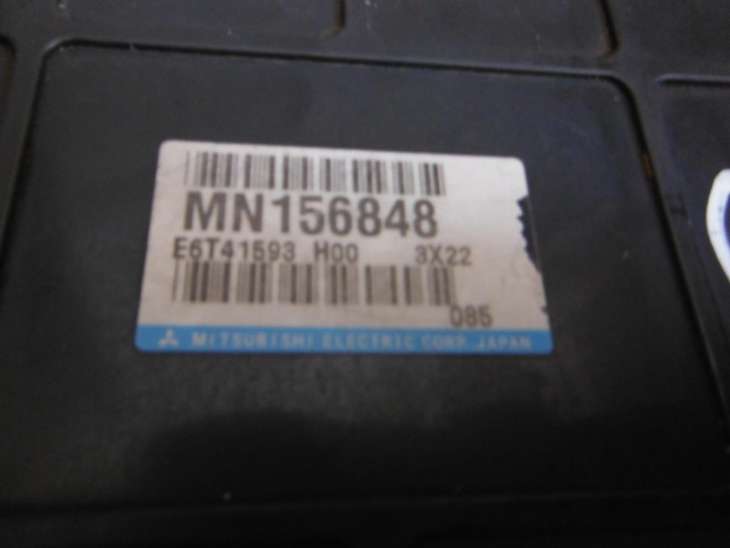 MN156848
E6T41593 H00 3X22
085
MITSUBISHI ELECTRIC CORP. JAPAN